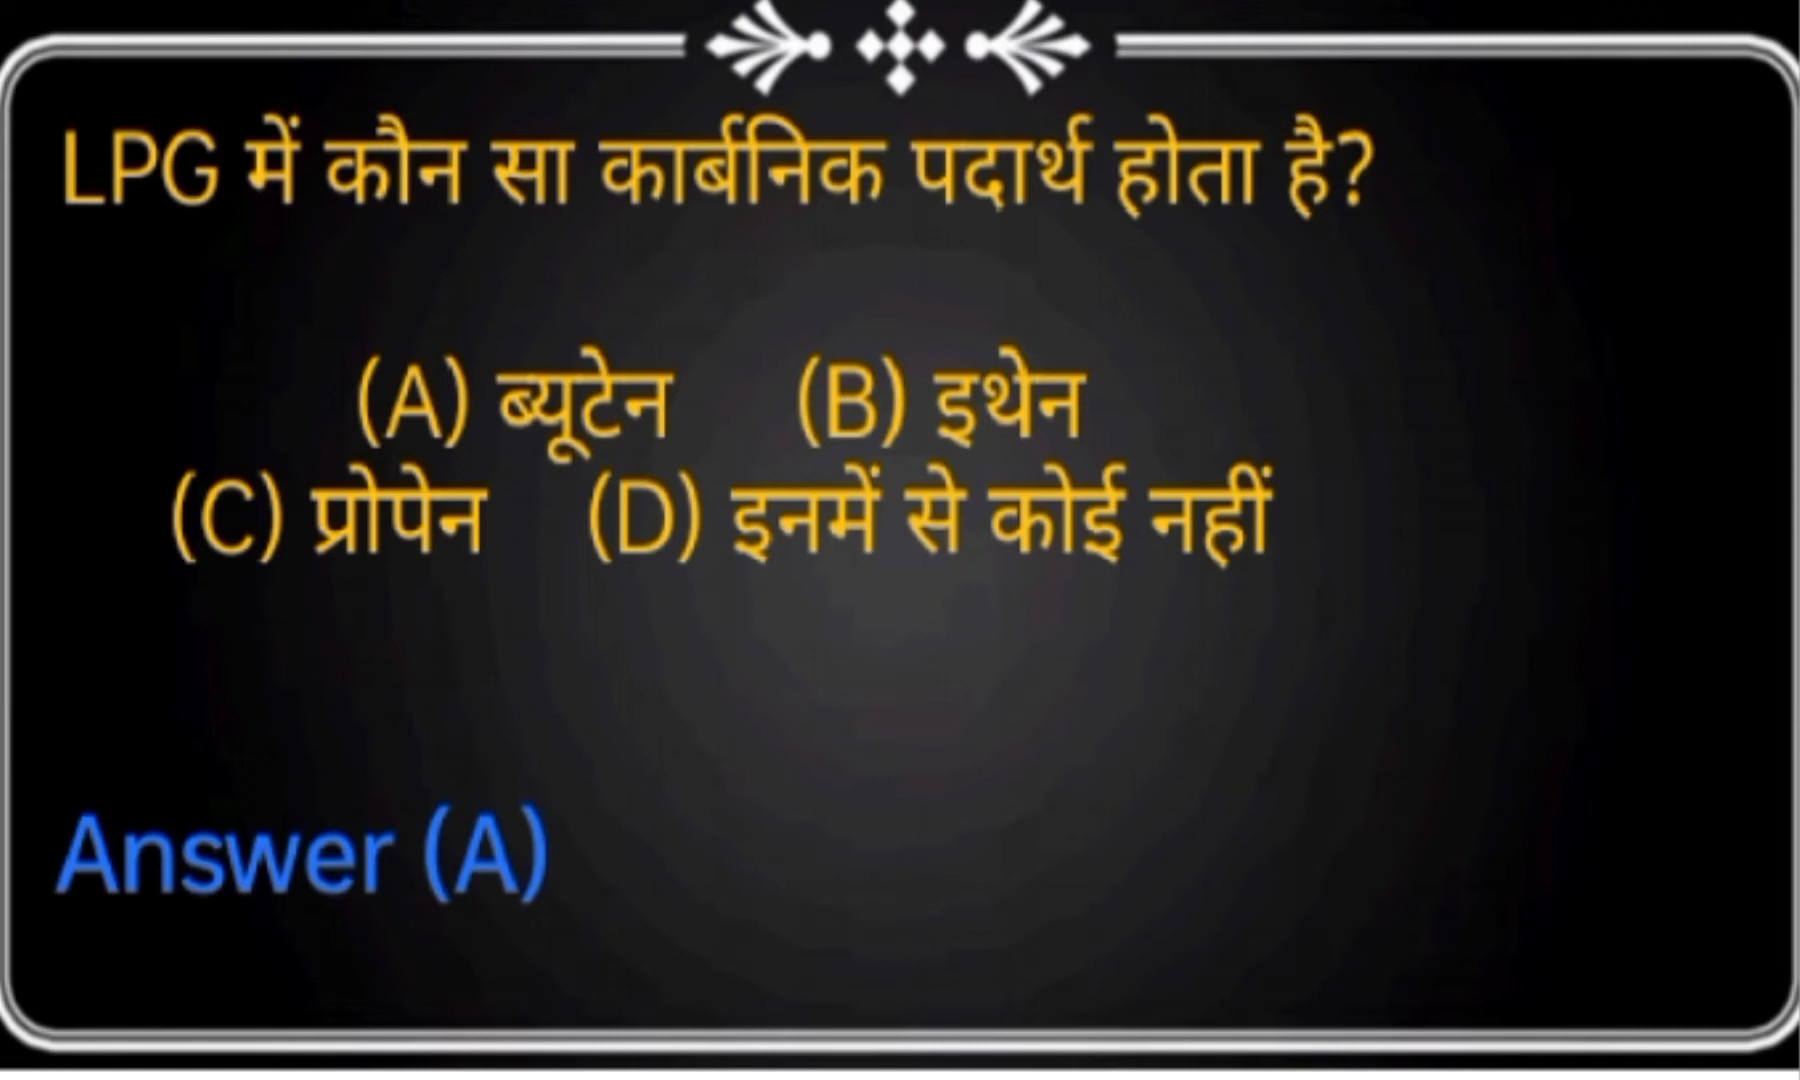 LPG में कौन सा कार्बनिक पदार्थ होता है?
(A) ब्यूटेन (B) इथेन
(C) प्रोपेन (D) इनमें से कोई नहीं
Answer (A)